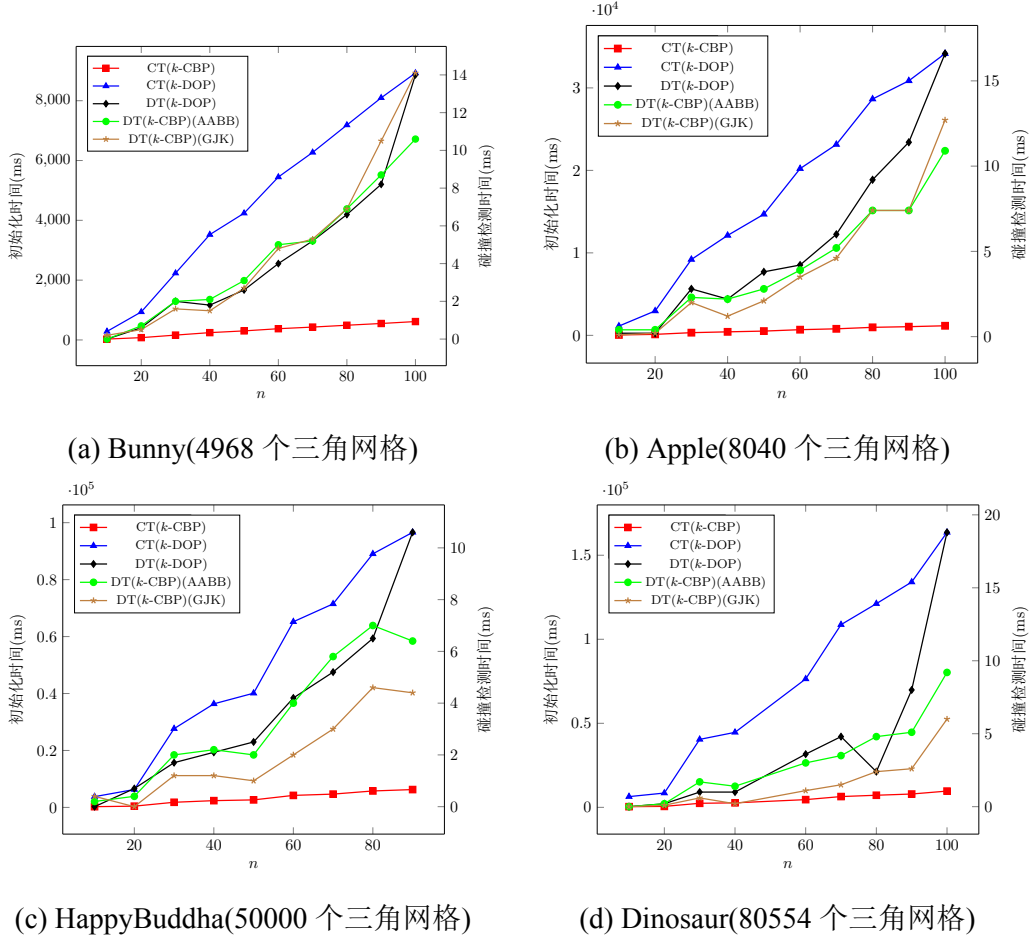 CT(k-CBP)
CT(k-DOP)
DT(k-DOP)
DT(k-CBP)(AABB)
DT(k-CBP)(GJK)
8,000
6,000
4,000
2,000
0
14
12
10
8
6
4
2
0
20
40
60
80
100
n
初始化时间(ms)
碰撞检测时间(ms)
(a) Bunny(4968 个三角网格)
·10⁴
CT(k-CBP)
CT(k-DOP)
DT(k-DOP)
DT(k-CBP)(AABB)
DT(k-CBP)(GJK)
3
2
1
0
15
10
5
0
20
40
60
80
100
n
初始化时间(ms)
碰撞检测时间(ms)
(b) Apple(8040 个三角网格)
·10⁵
CT(k-CBP)
CT(k-DOP)
DT(k-DOP)
DT(k-CBP)(AABB)
DT(k-CBP)(GJK)
1
0.8
0.6
0.4
0.2
0
10
8
6
4
2
0
20
40
60
80
n
初始化时间(ms)
碰撞检测时间(ms)
(c) HappyBuddha(50000 个三角网格)
·10⁵
CT(k-CBP)
CT(k-DOP)
DT(k-DOP)
DT(k-CBP)(AABB)
DT(k-CBP)(GJK)
1.5
1
0.5
0
20
15
10
5
0
20
40
60
80
100
n
初始化时间(ms)
碰撞检测时间(ms)
(d) Dinosaur(80554 个三角网格)